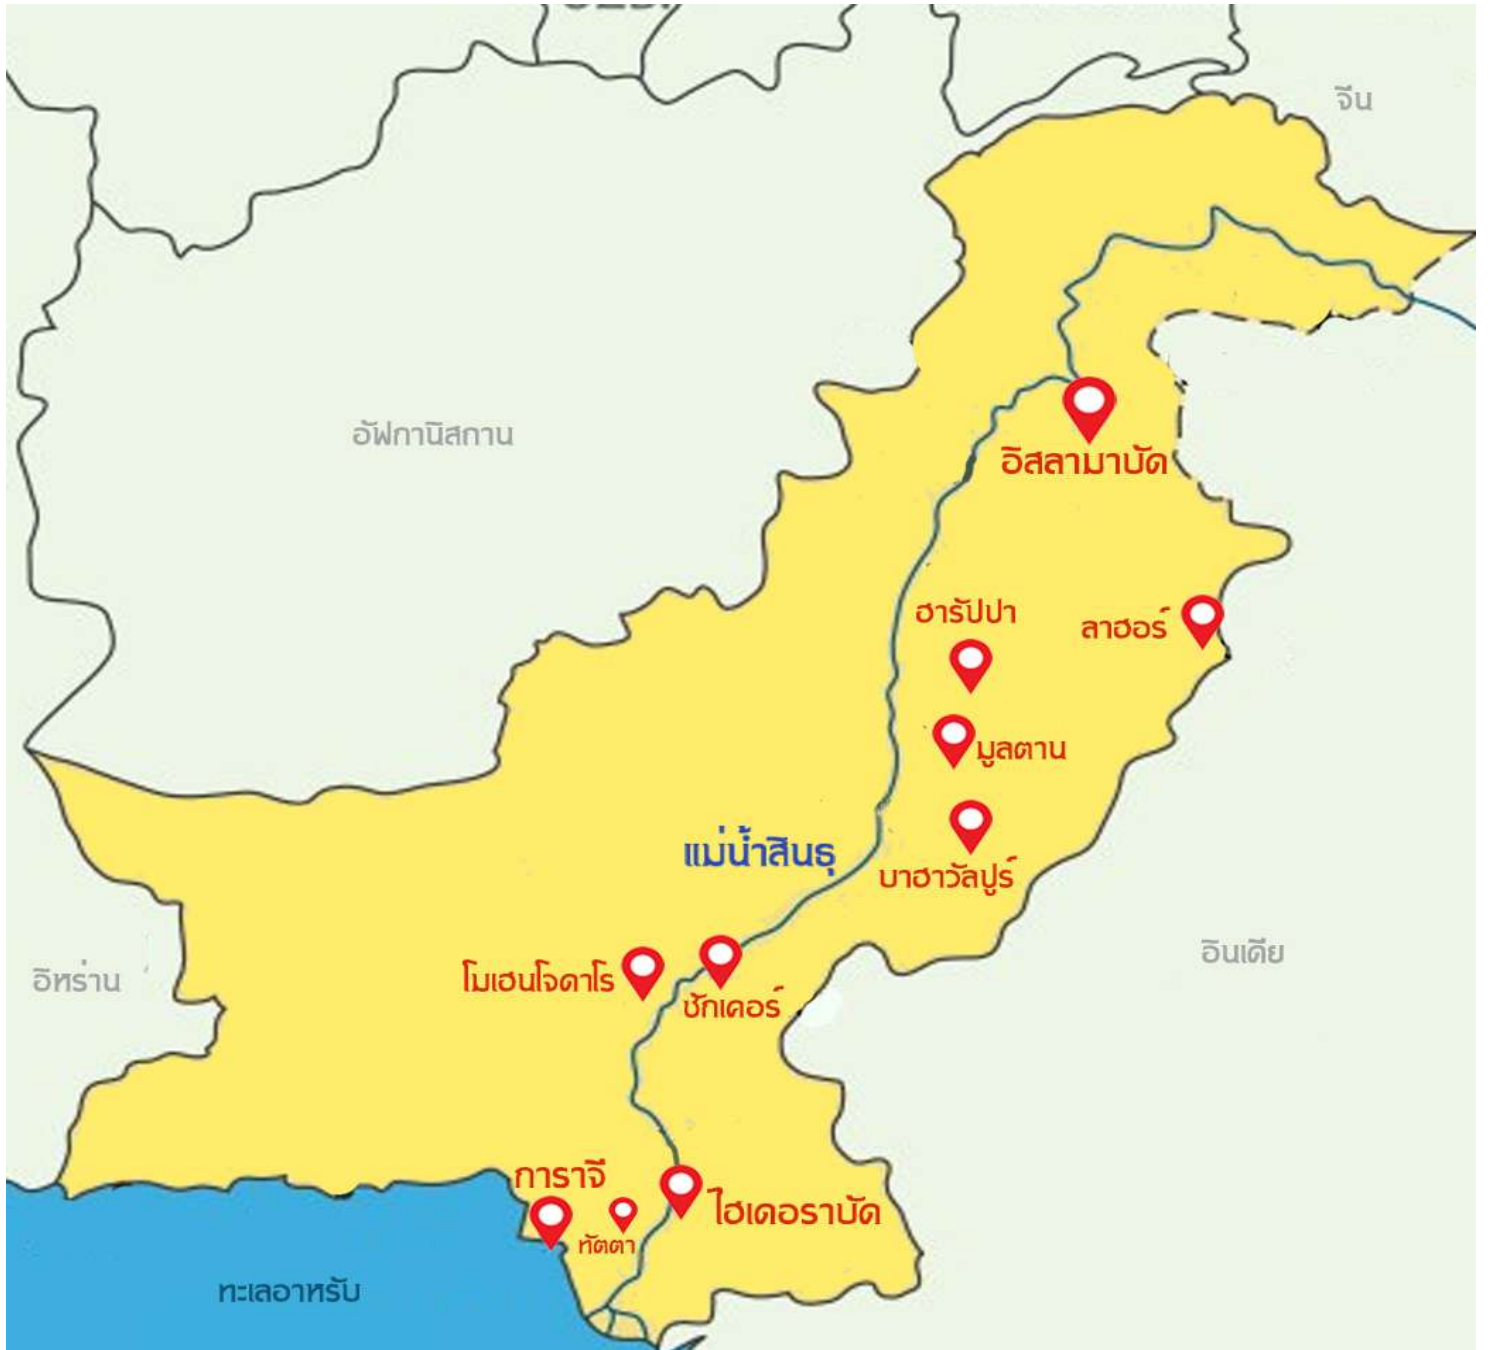 จีน
อัฟกานิสถาน
อิสลามาบัด
ฮารัปปา
ลาฮอร์
มูลตาน
แม่น้ำสินธุ
บาฮาวัลปูร์
อินเดีย
อิหร่าน
โมเฮนโจดาโร
ชักเคอร์
การาจี
ไฮเดอราบัด
ทัตตา
ทะเลอาหรับ